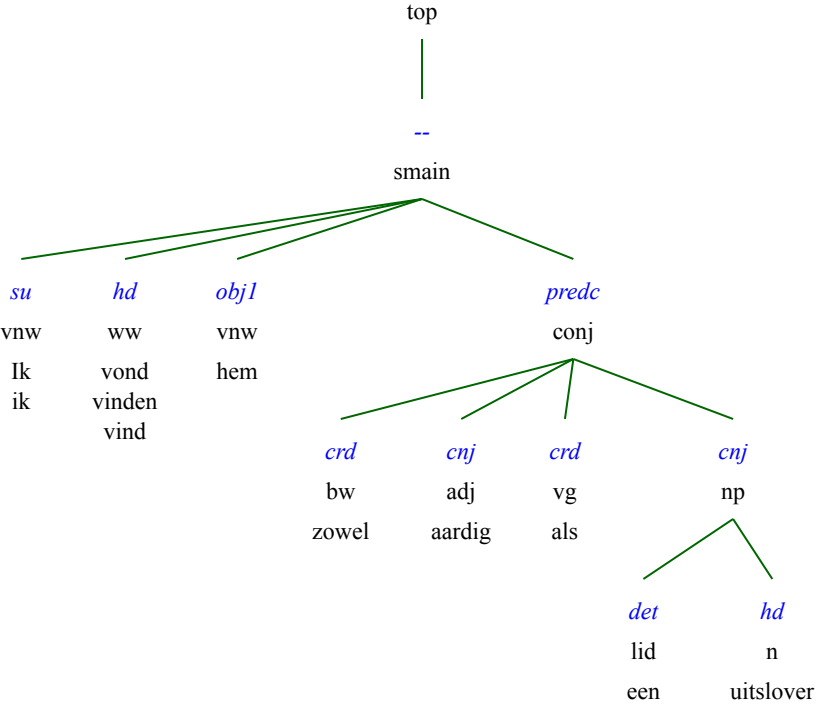 top
--
smain
su hd obj1 predc
vnw ww vnw conj
Ik vond hem
ik vinden
vind
crd cnj crd cnj
bw adj vg np
zowel aardig als
det hd
lid n
een uitslover